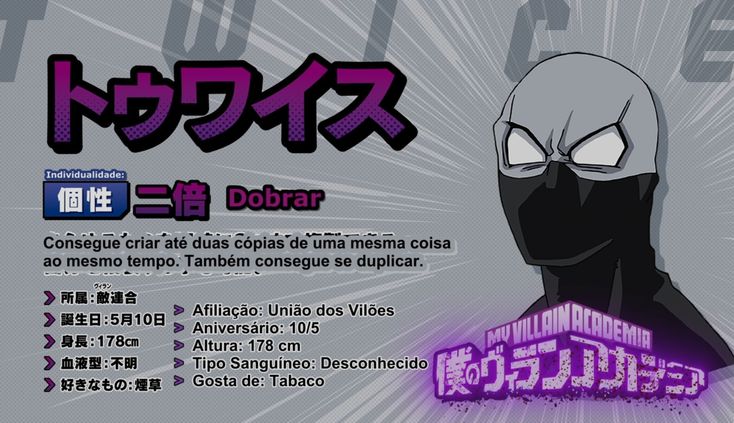 TWICE
トゥワイス
Individualidade:
個性 二倍 Dobrar
Consegue criar até duas cópias de uma mesma coisa
ao mesmo tempo. Também consegue se duplicar.
ヴィラン
所属:敵連合
誕生日:5月10日
身長:178㎝
血液型:不明
好きなもの:煙草
> Afiliação: União dos Vilões
> Aniversário: 10/5
> Altura: 178 cm
> Tipo Sanguíneo: Desconhecido
> Gosta de: Tabaco
MY VILLAIN ACADEMIA
僕のヴィランアカデミア